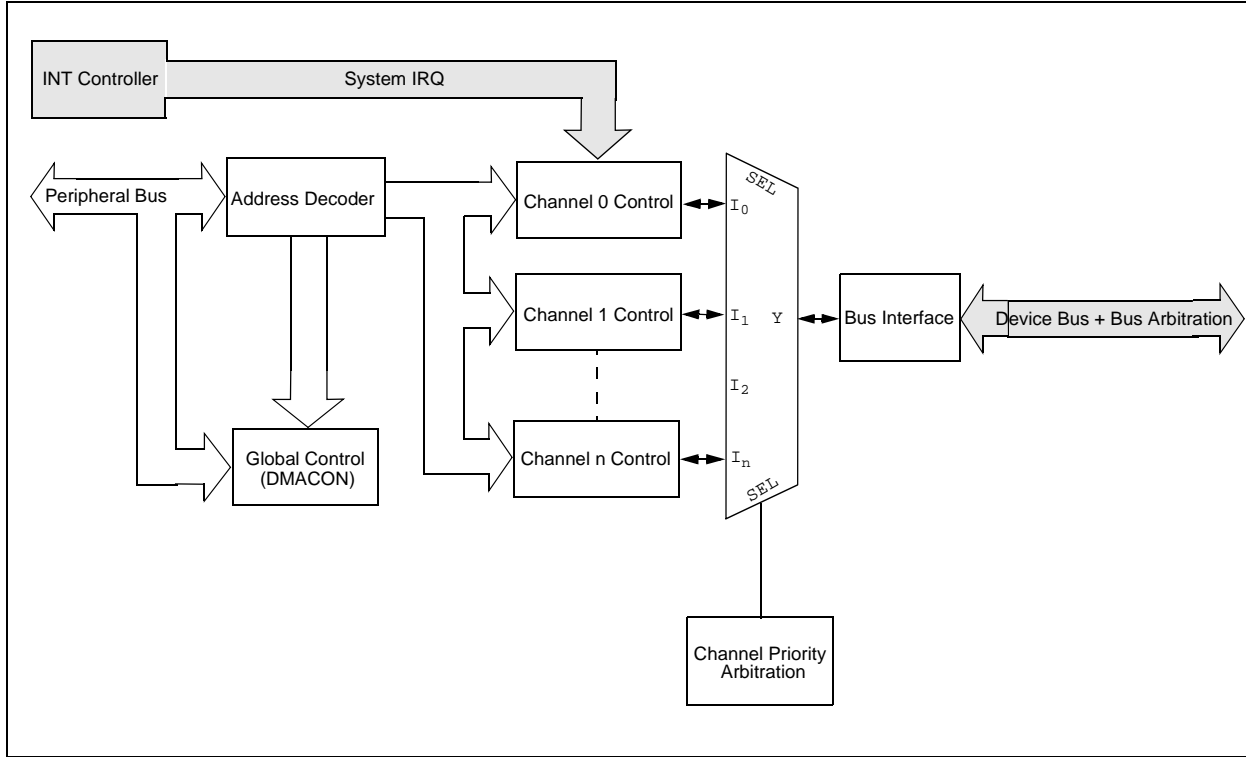 INT Controller
System IRQ
Peripheral Bus
Address Decoder
Channel 0 Control
SEL
I0
Channel 1 Control
I1
Y
Bus Interface
Device Bus + Bus Arbitration
I2
Global Control
(DMACON)
Channel n Control
In
SEL
Channel Priority
Arbitration